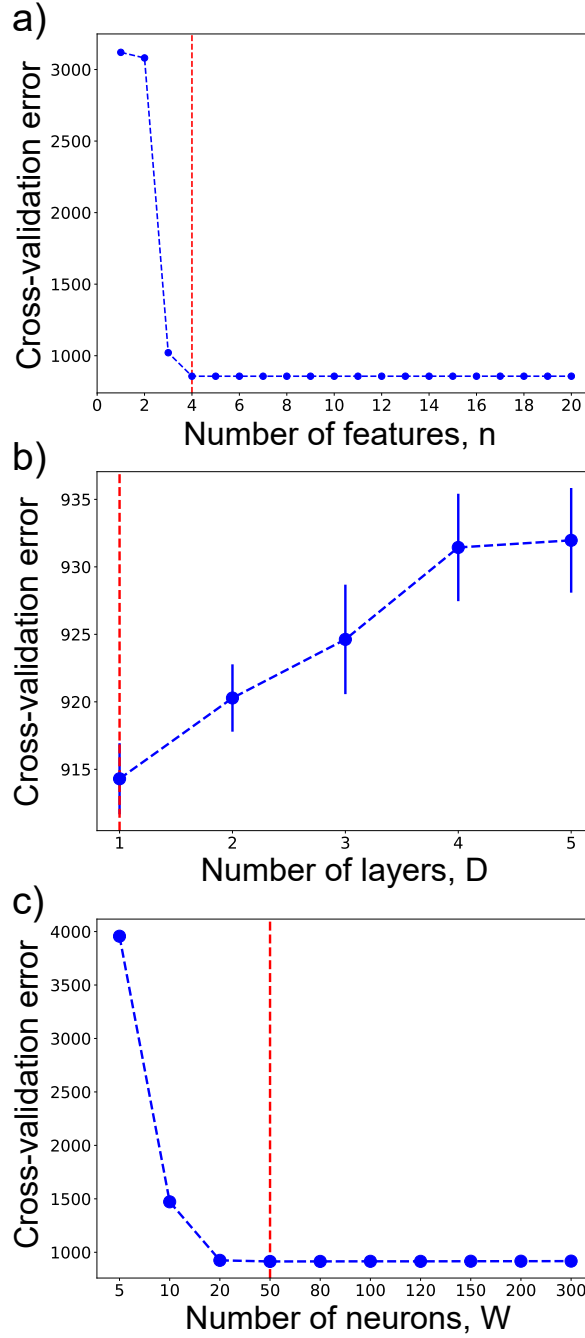 a)
Cross-validation error
3000
2500
2000
1500
1000
0 2 4 6 8 10 12 14 16 18 20
Number of features, n
b)
Cross-validation error
935
930
925
920
915
1 2 3 4 5
Number of layers, D
c)
Cross-validation error
4000
3500
3000
2500
2000
1500
1000
5 10 20 50 80 100 120 150 200 300
Number of neurons, W